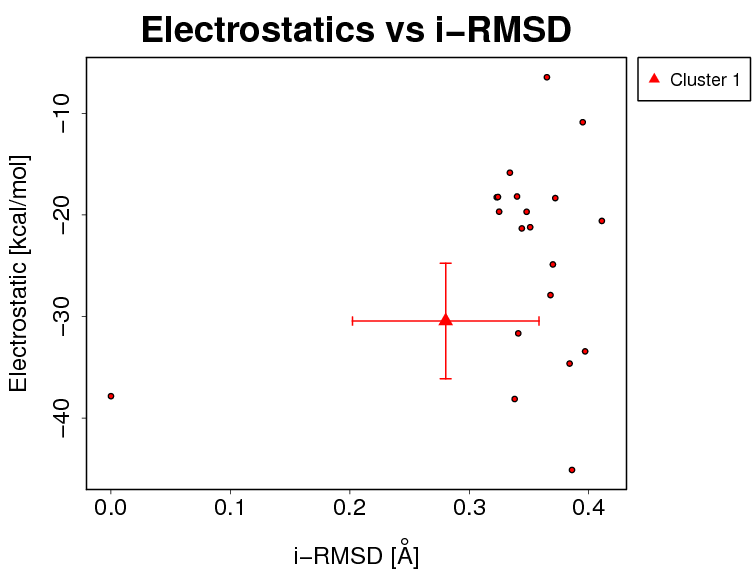 Electrostatics vs i−RMSD
Cluster 1
Electrostatic [kcal/mol]
−10
−20
−30
−40
0.0 0.1 0.2 0.3 0.4
i−RMSD [Å]